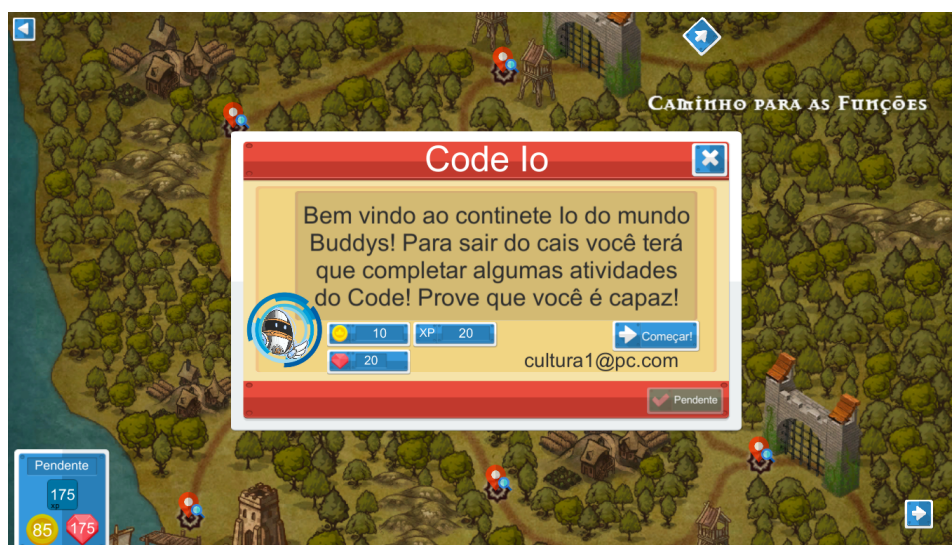 Caminho para as Funções
Code Io
Bem vindo ao continete Io do mundo
Buddys! Para sair do cais você terá
que completar algumas atividades
do Code! Prove que você é capaz!
10
XP 20
Começar!
20
cultura1@pc.com
Pendente
Pendente
175
xp
85
175